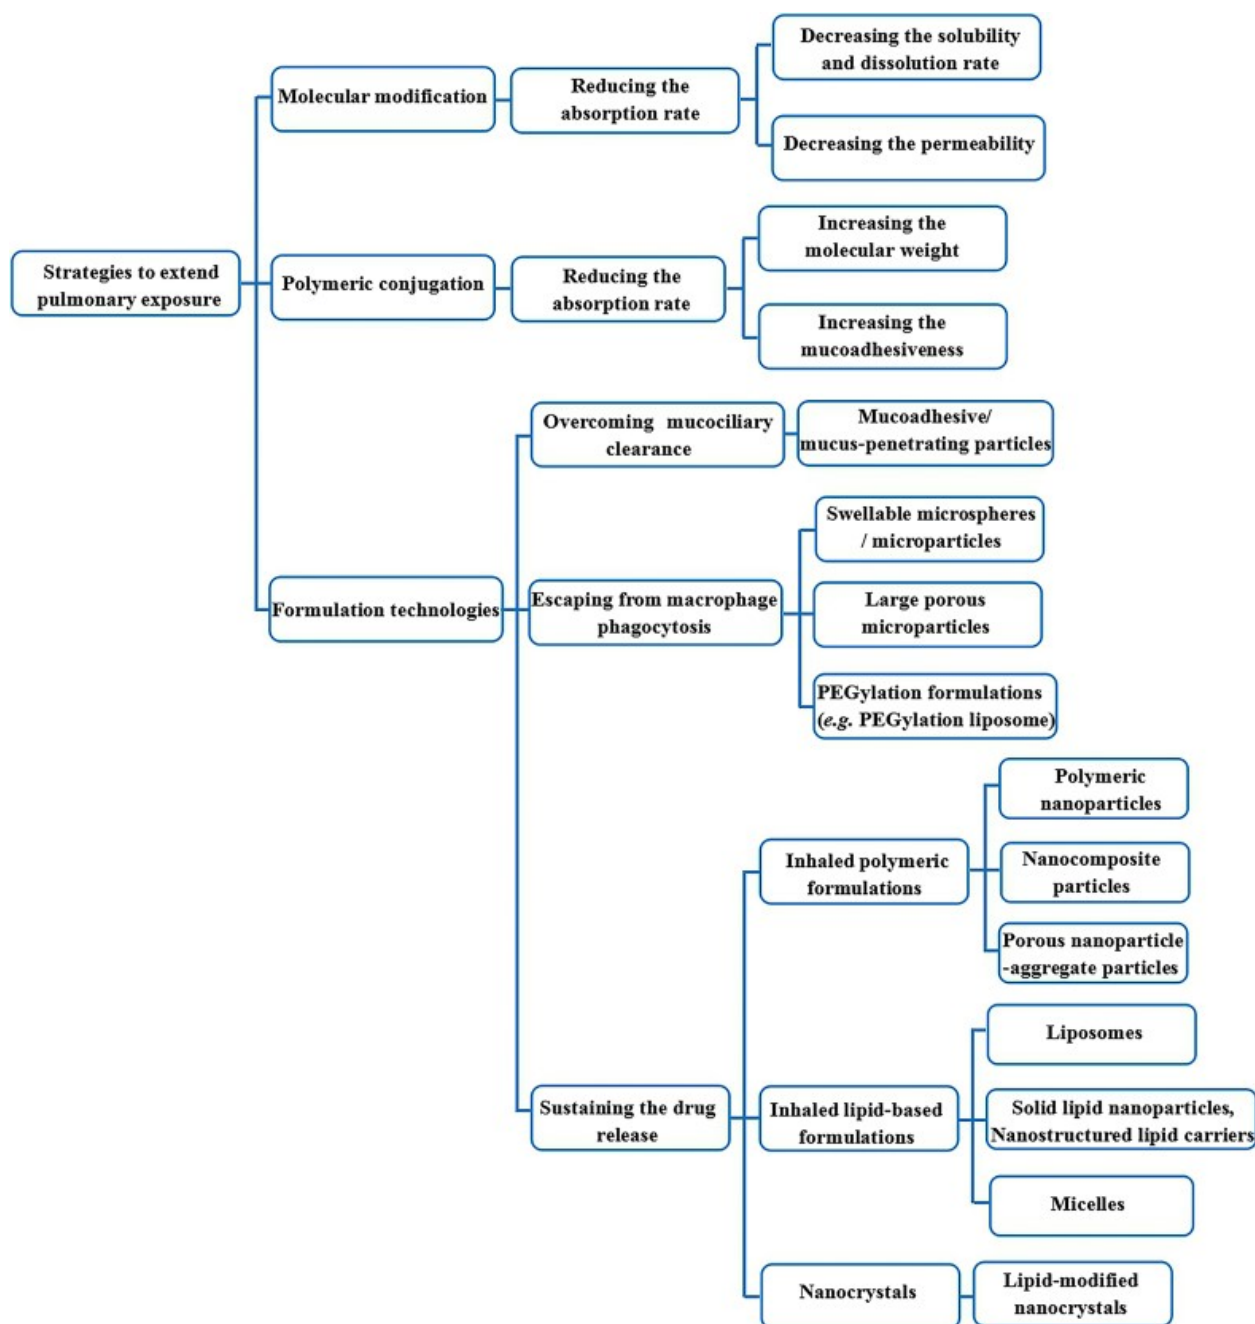 Strategies to extend
pulmonary exposure
Molecular modification
Reducing the
absorption rate
Decreasing the solubility
and dissolution rate
Decreasing the permeability
Polymeric conjugation
Reducing the
absorption rate
Increasing the
molecular weight
Increasing the
mucoadhesiveness
Formulation technologies
Overcoming mucociliary
clearance
Mucoadhesive/
mucus-penetrating particles
Escaping from macrophage
phagocytosis
Swellable microspheres
/ microparticles
Large porous
microparticles
PEGylation formulations
(e.g. PEGylation liposome)
Sustaining the drug
release
Inhaled polymeric
formulations
Polymeric
nanoparticles
Nanocomposite
particles
Porous nanoparticle
-aggregate particles
Inhaled lipid-based
formulations
Liposomes
Solid lipid nanoparticles,
Nanostructured lipid carriers
Micelles
Nanocrystals
Lipid-modified
nanocrystals